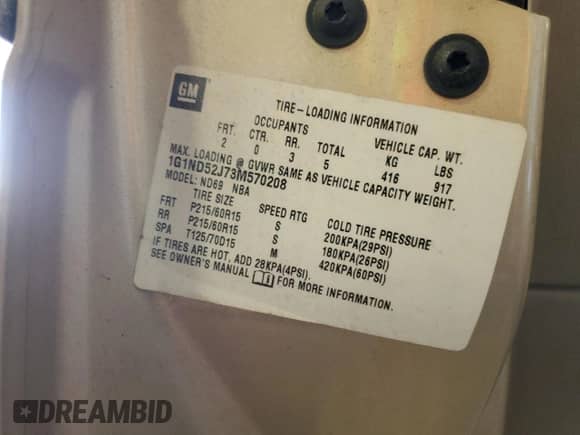 GM
TIRE-LOADING INFORMATION
OCCUPANTS VEHICLE CAP. WT.
FRT. CTR. RR. TOTAL KG LBS
2 0 3 5 416 917
MAX. LOADING @ GVWR SAME AS VEHICLE CAPACITY WEIGHT.
1G1ND52J73M570208
MODEL: ND69 NBA
TIRE SIZE SPEED RTG COLD TIRE PRESSURE
FRT P215/60R15 S 200KPA(29PSI)
RR P215/60R15 S 180KPA(26PSI)
SPA T125/70D15 M 420KPA(60PSI)
IF TIRES ARE HOT, ADD 28KPA(4PSI).
SEE OWNER'S MANUAL FOR MORE INFORMATION.
DREAMBID